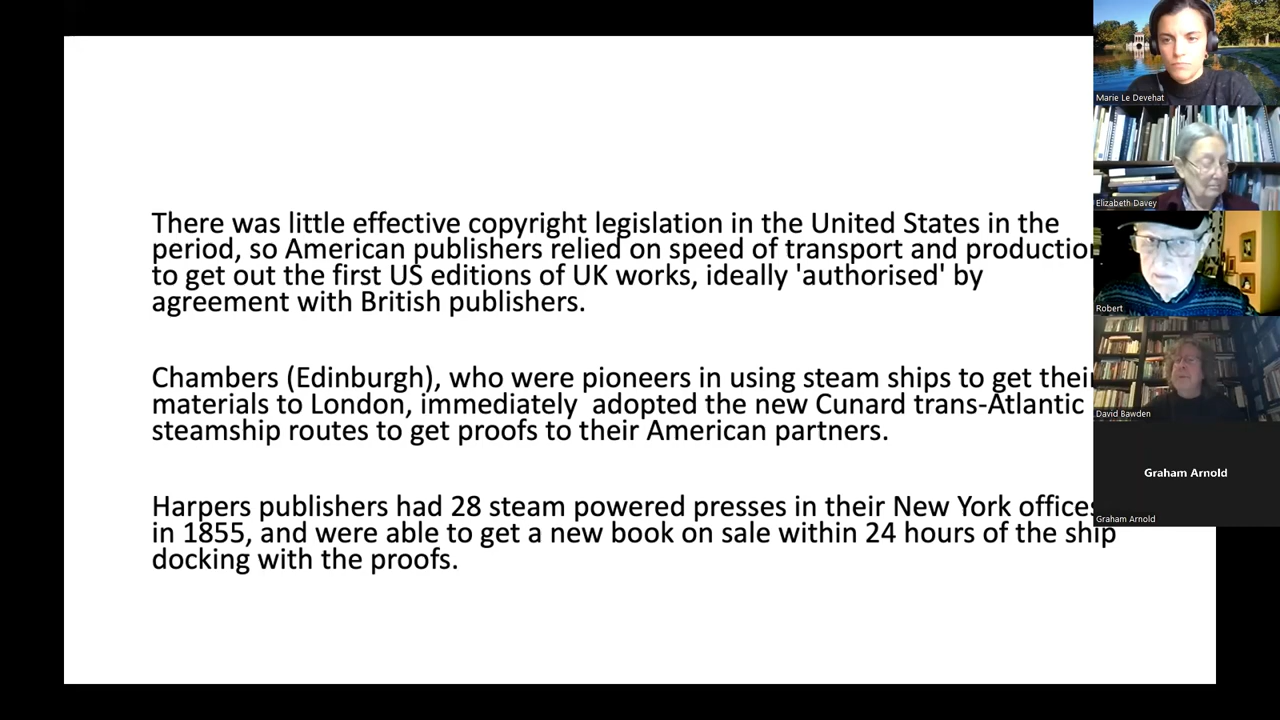 There was little effective copyright legislation in the United States in the
period, so American publishers relied on speed of transport and production
to get out the first US editions of UK works, ideally 'authorised' by
agreement with British publishers.
Chambers (Edinburgh), who were pioneers in using steam ships to get their
materials to London, immediately  adopted the new Cunard trans-Atlantic
steamship routes to get proofs to their American partners.
Harpers publishers had 28 steam powered presses in their New York offices
in 1855, and were able to get a new book on sale within 24 hours of the ship
docking with the proofs.
Marie Le Devehat
Elizabeth Davey
Robert
David Bawden
Graham Arnold
Graham Arnold